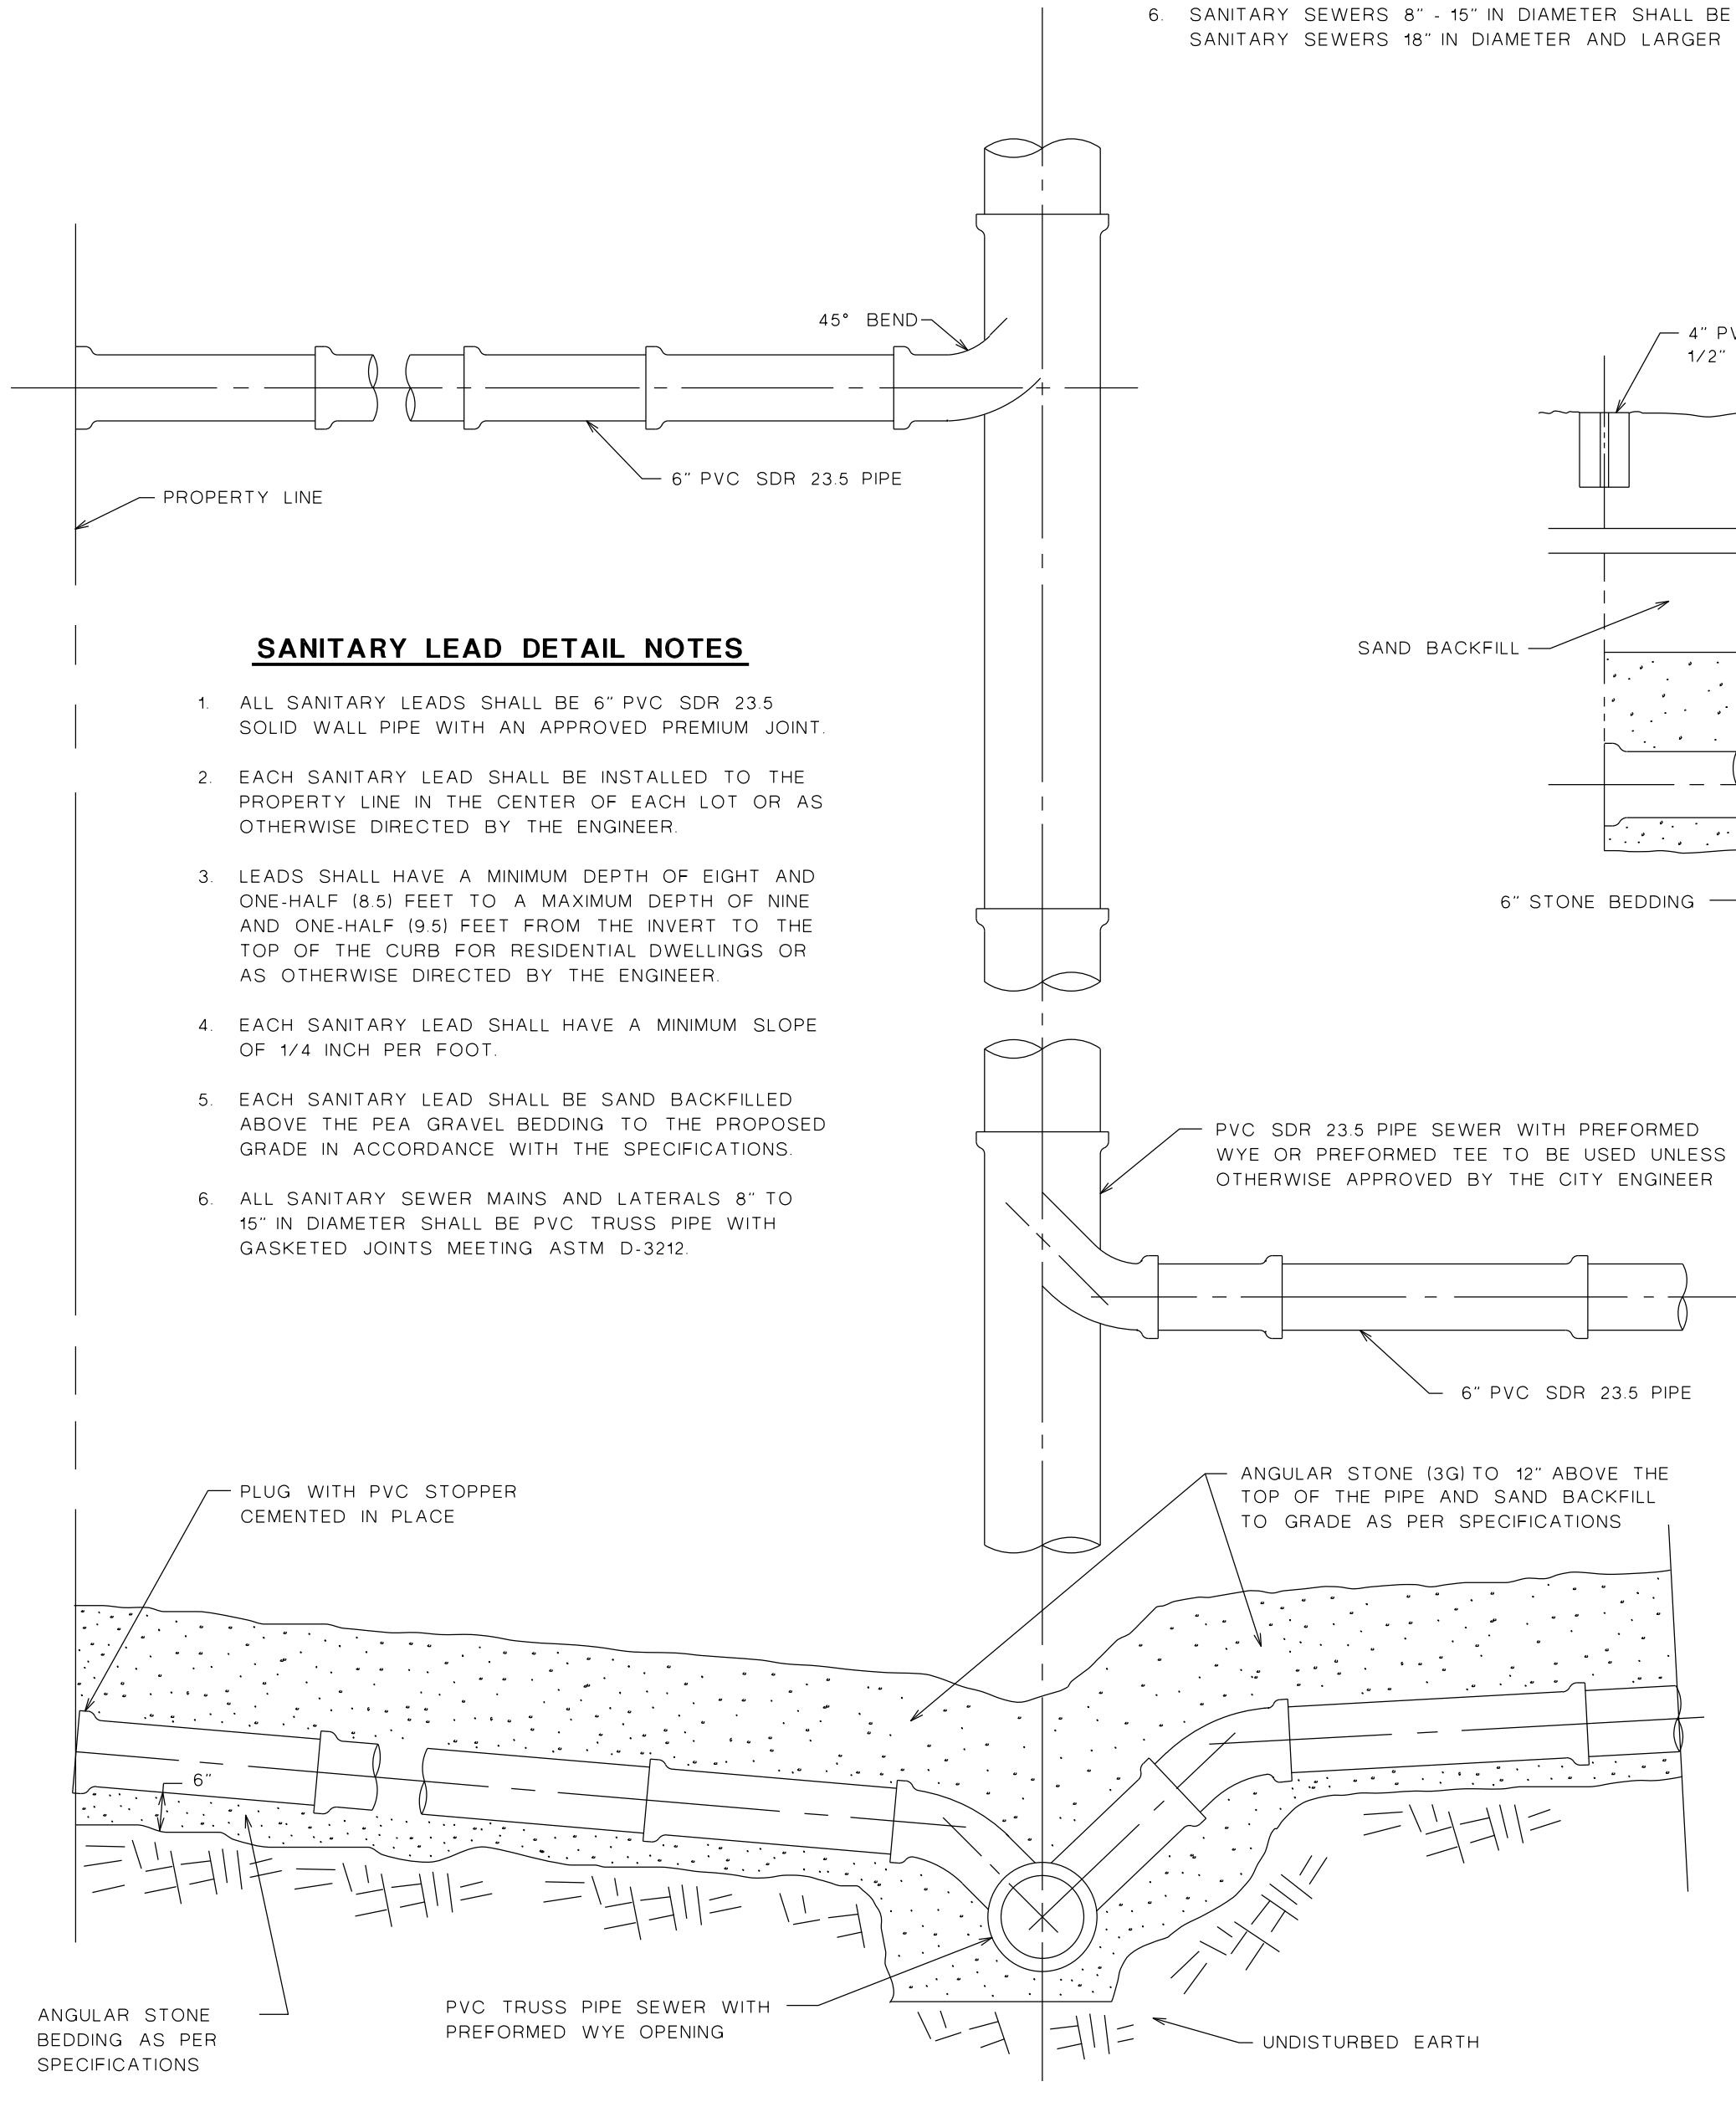 6. SANITARY SEWERS 8" - 15" IN DIAMETER SHALL BE
SANITARY SEWERS 18" IN DIAMETER AND LARGER
45° BEND
4" PV
1/2"
6" PVC SDR 23.5 PIPE
PROPERTY LINE
SAND BACKFILL
SANITARY LEAD DETAIL NOTES
1. ALL SANITARY LEADS SHALL BE 6" PVC SDR 23.5
SOLID WALL PIPE WITH AN APPROVED PREMIUM JOINT.
2. EACH SANITARY LEAD SHALL BE INSTALLED TO THE
PROPERTY LINE IN THE CENTER OF EACH LOT OR AS
OTHERWISE DIRECTED BY THE ENGINEER.
3. LEADS SHALL HAVE A MINIMUM DEPTH OF EIGHT AND
ONE-HALF (8.5) FEET TO A MAXIMUM DEPTH OF NINE
AND ONE-HALF (9.5) FEET FROM THE INVERT TO THE
TOP OF THE CURB FOR RESIDENTIAL DWELLINGS OR
AS OTHERWISE DIRECTED BY THE ENGINEER.
4. EACH SANITARY LEAD SHALL HAVE A MINIMUM SLOPE
OF 1/4 INCH PER FOOT.
5. EACH SANITARY LEAD SHALL BE SAND BACKFILLED
ABOVE THE PEA GRAVEL BEDDING TO THE PROPOSED
GRADE IN ACCORDANCE WITH THE SPECIFICATIONS.
6. ALL SANITARY SEWER MAINS AND LATERALS 8" TO
15" IN DIAMETER SHALL BE PVC TRUSS PIPE WITH
GASKETED JOINTS MEETING ASTM D-3212.
6" STONE BEDDING
PVC SDR 23.5 PIPE SEWER WITH PREFORMED
WYE OR PREFORMED TEE TO BE USED UNLESS
OTHERWISE APPROVED BY THE CITY ENGINEER
6" PVC SDR 23.5 PIPE
ANGULAR STONE (3G) TO 12" ABOVE THE
TOP OF THE PIPE AND SAND BACKFILL
TO GRADE AS PER SPECIFICATIONS
PLUG WITH PVC STOPPER
CEMENTED IN PLACE
6"
ANGULAR STONE
BEDDING AS PER
SPECIFICATIONS
PVC TRUSS PIPE SEWER WITH
PREFORMED WYE OPENING
UNDISTURBED EARTH